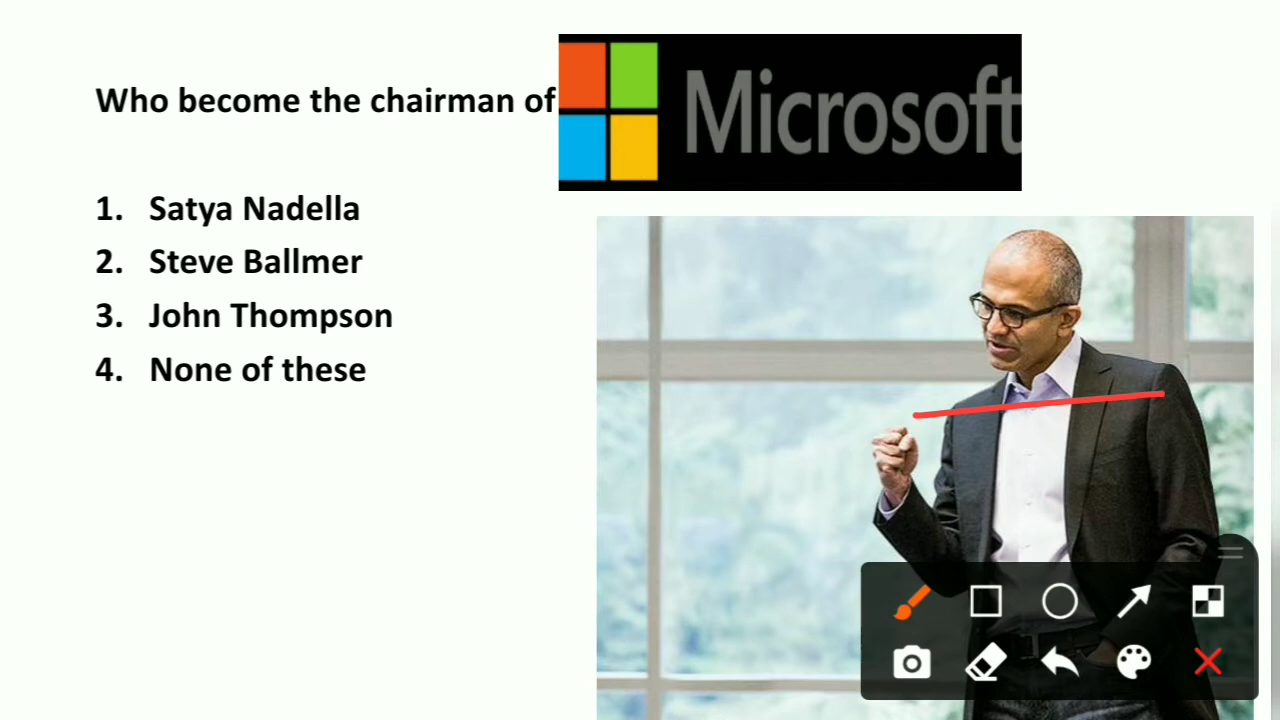 Who become the chairman of
Microsoft
1. Satya Nadella
2. Steve Ballmer
3. John Thompson
4. None of these